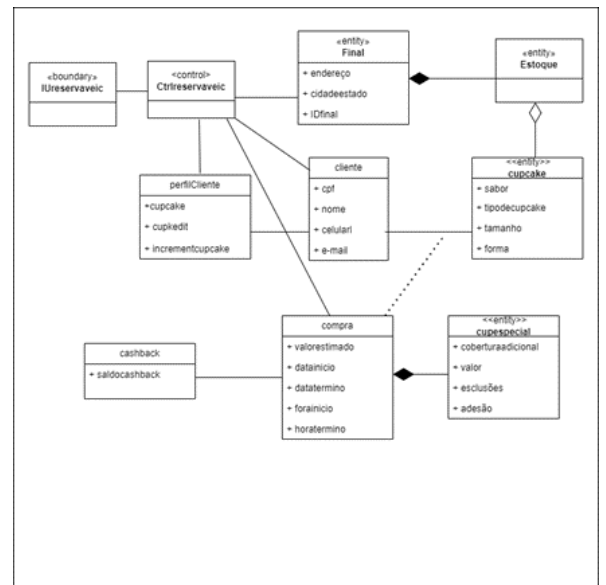 «boundary»
IUreservaveic
<control>
Ctrlreservaveic
«entity»
Final
+ endereço
+ cidadeestado
+ IDfinal
«entity»
Estoque
perfilCliente
+cupcake
+ cupkedit
+ incrementcupcake
cliente
+ cpf
+ nome
+ celularl
+ e-mail
<<entity>>
cupcake
+ sabor
+ tipodecupcake
+ tamanho
+ forma
cashback
+ saldocashback
compra
+ valorestimado
+ datainicio
+ datatermino
+ forainicio
+ horatermino
<<entity>>
cupespecial
+ coberturaadicional
+ valor
+ esclusões
+ adesão